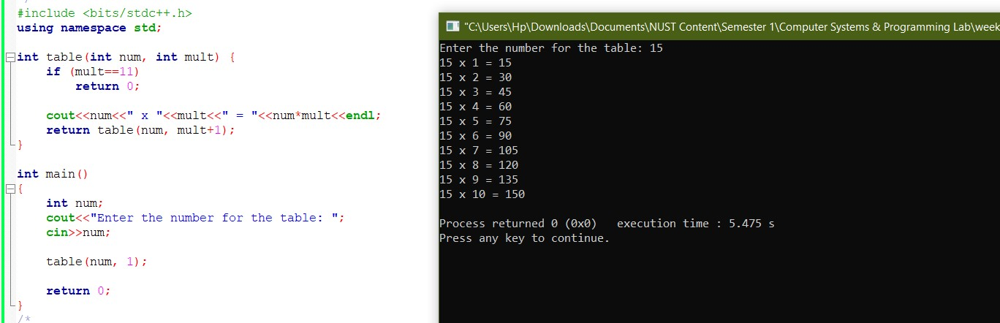 #include <bits/stdc++.h>
using namespace std;
int table(int num, int mult) {
if (mult==11)
return 0;
cout<<num<<" x "<<mult<<" = "<<num*mult<<endl;
return table(num, mult+1);
}
int main()
{
int num;
cout<<"Enter the number for the table: ";
cin>>num;
table(num, 1);
return 0;
}
/*
"C:\Users\Hp\Downloads\Documents\NUST Content\Semester 1\Computer Systems & Programming Lab\week
Enter the number for the table: 15
15 x 1 = 15
15 x 2 = 30
15 x 3 = 45
15 x 4 = 60
15 x 5 = 75
15 x 6 = 90
15 x 7 = 105
15 x 8 = 120
15 x 9 = 135
15 x 10 = 150
Process returned 0 (0x0)   execution time : 5.475 s
Press any key to continue.